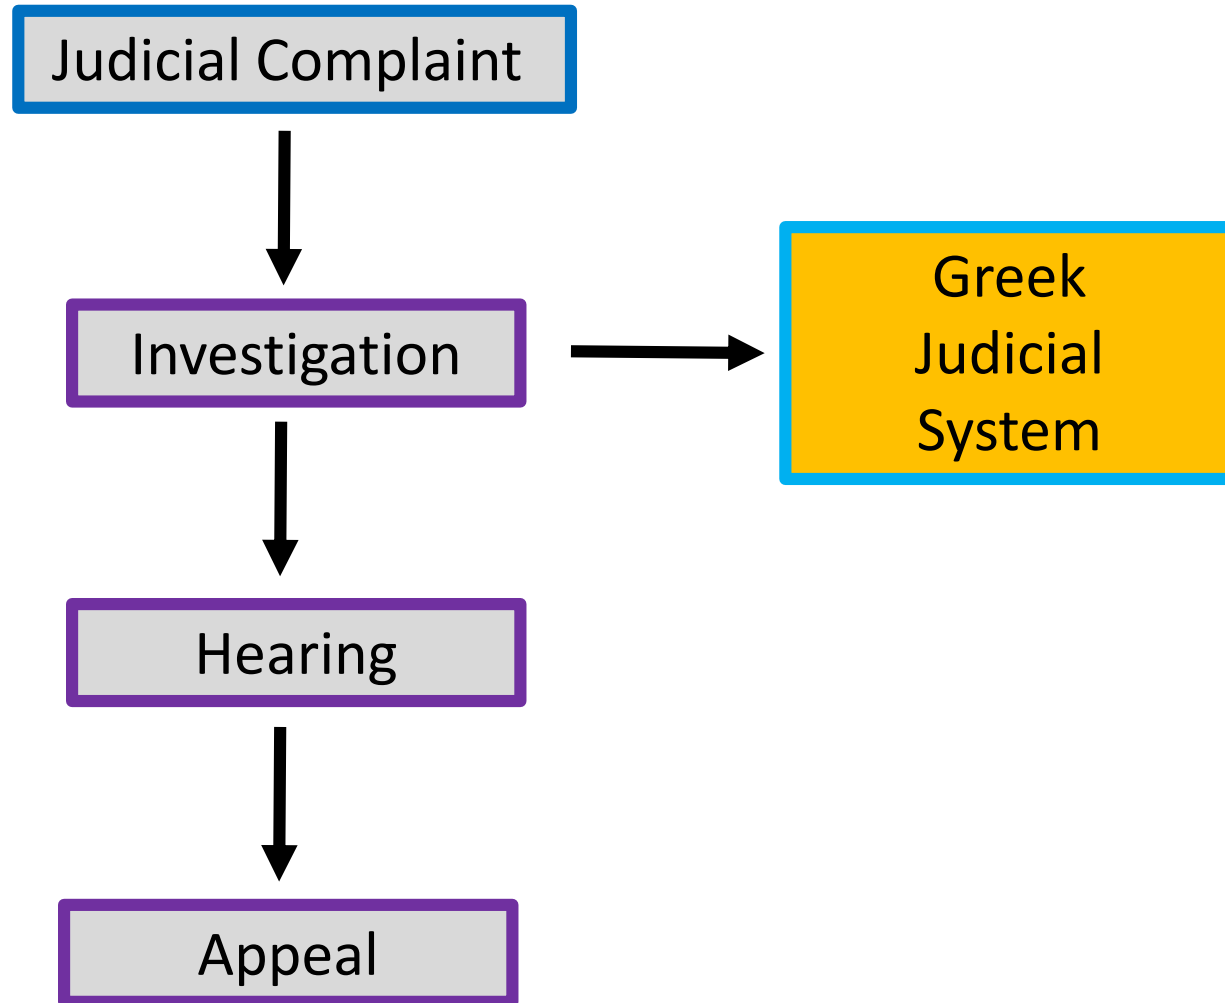 Judicial Complaint
Investigation
Greek
Judicial
System
Hearing
Appeal